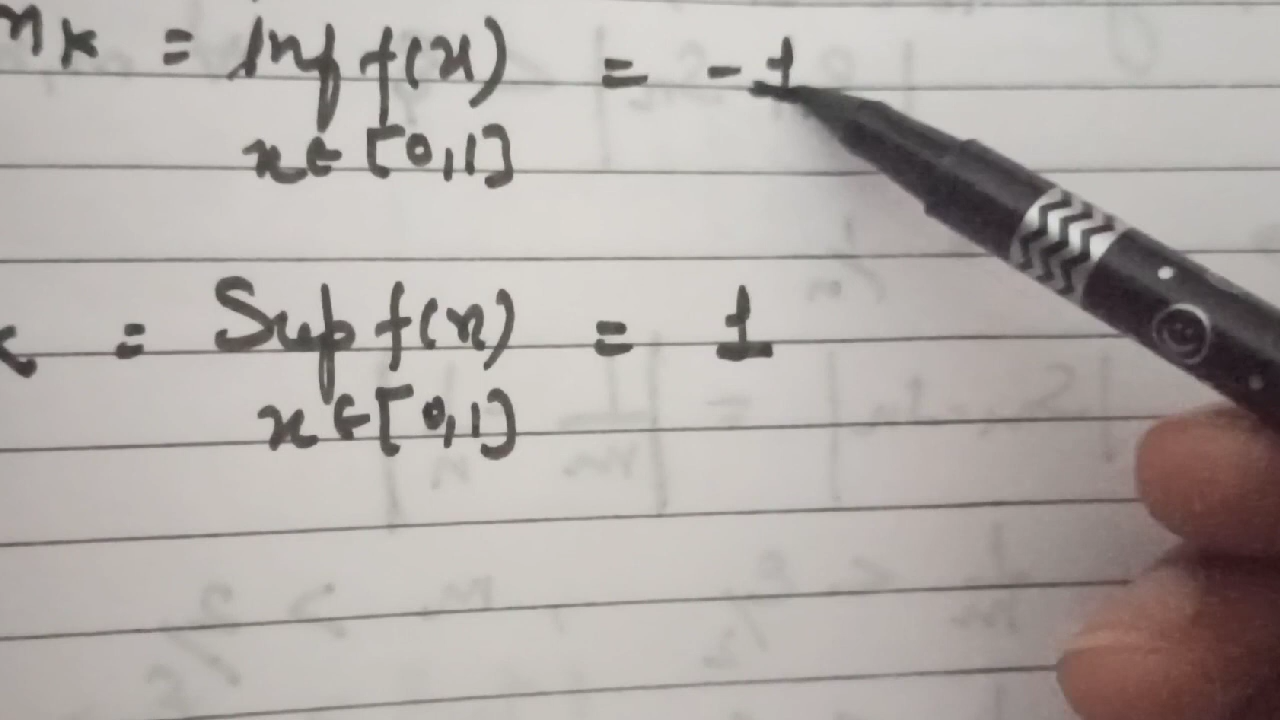 mk = Inf f(x) = -1
x ∈ [0,1]
= Sup f(x) = 1
x ∈ [0,1]